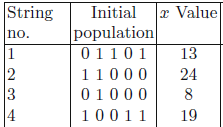 String Initial x Value
no. population
1 0 1 1 0 1 13
2 1 1 0 0 0 24
3 0 1 0 0 0 8
4 1 0 0 1 1 19